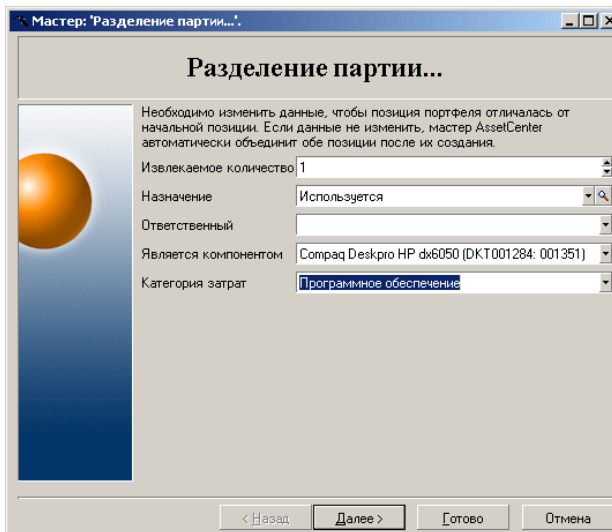 Мастер: 'Разделение партии...'.
Разделение партии...
Необходимо изменить данные, чтобы позиция портфеля отличалась от
начальной позиции. Если данные не изменить, мастер AssetCenter
автоматически объединит обе позиции после их создания.
Извлекаемое количество 1
Назначение Используется
Ответственный
Является компонентом Compaq Deskpro HP dx6050 (DKT001284: 001351)
Категория затрат Программное обеспечение
< Назад Далее > Готово Отмена